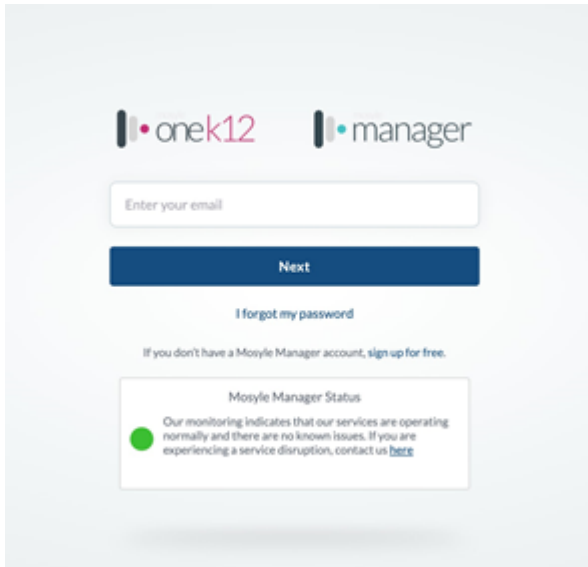 onek12
manager
Enter your email
Next
I forgot my password
If you don't have a Mosyle Manager account, sign up for free.
Mosyle Manager Status
Our monitoring indicates that our services are operating
normally and there are no known issues. If you are
experiencing a service disruption, contact us here